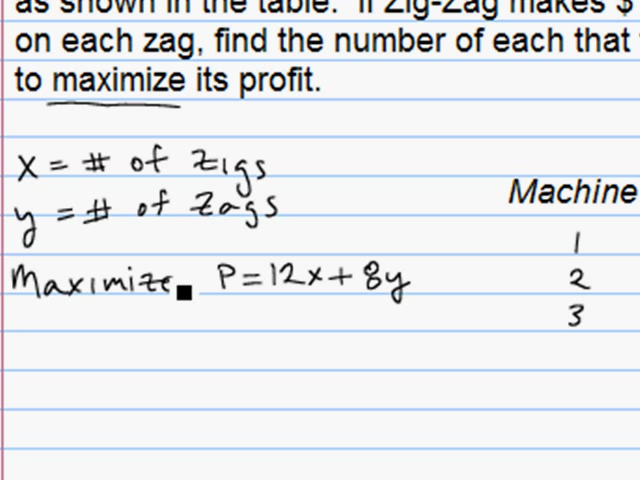 as shown in the table. If Zig-Zag makes $
on each zag, find the number of each that
to maximize its profit.
x = # of zigs
y = # of zags
Machine
1
Maximize P=12x+8y
2
3